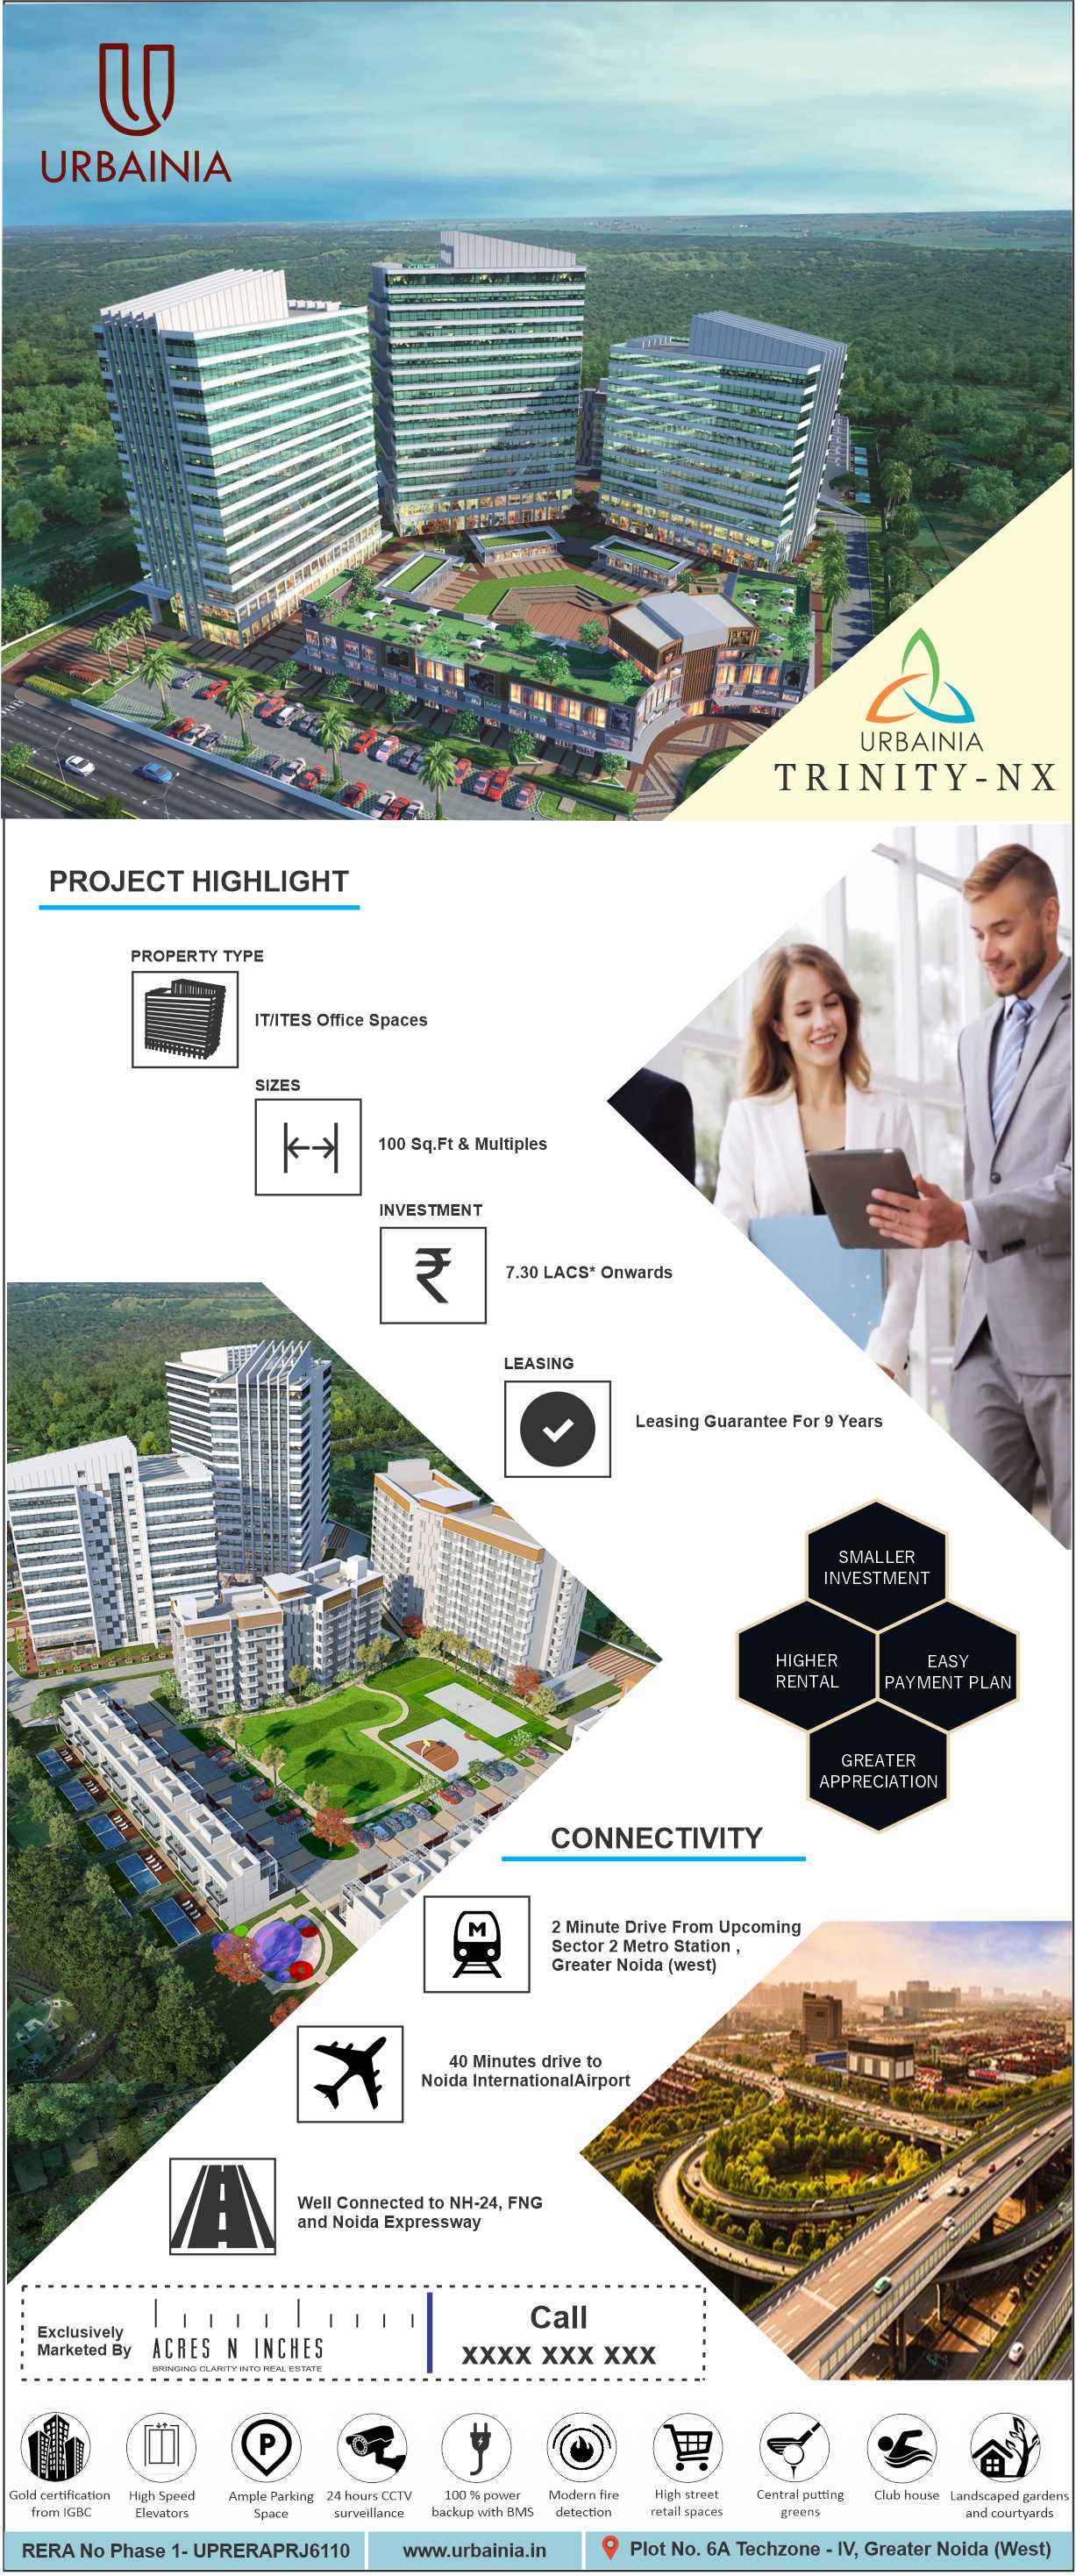 URBAINIA
URBAINIA
TRINITY-NX
PROJECT HIGHLIGHT
PROPERTY TYPE
IT/ITES Office Spaces
SIZES
100 Sq.Ft & Multiples
INVESTMENT
₹
7.30 LACS* Onwards
LEASING
Leasing Guarantee For 9 Years
SMALLER
INVESTMENT
HIGHER
RENTAL
EASY
PAYMENT PLAN
GREATER
APPRECIATION
CONNECTIVITY
M
2 Minute Drive From Upcoming
Sector 2 Metro Station ,
Greater Noida (west)
40 Minutes drive to
Noida InternationalAirport
Well Connected to NH-24, FNG
and Noida Expressway
Exclusively
Marketed By
ACRES N INCHES
BRINGING CLARITY INTO REAL ESTATE
Call
XXXX XXX XXX
P
Gold certification
from IGBC
High Speed
Elevators
Ample Parking
Space
24 hours CCTV
surveillance
100 % power
backup with BMS
Modern fire
detection
High street
retail spaces
Central putting
greens
Club house
Landscaped gardens
and courtyards
RERA No Phase 1- UPRERAPRJ6110
www.urbainia.in
Plot No. 6A Techzone - IV, Greater Noida (West)